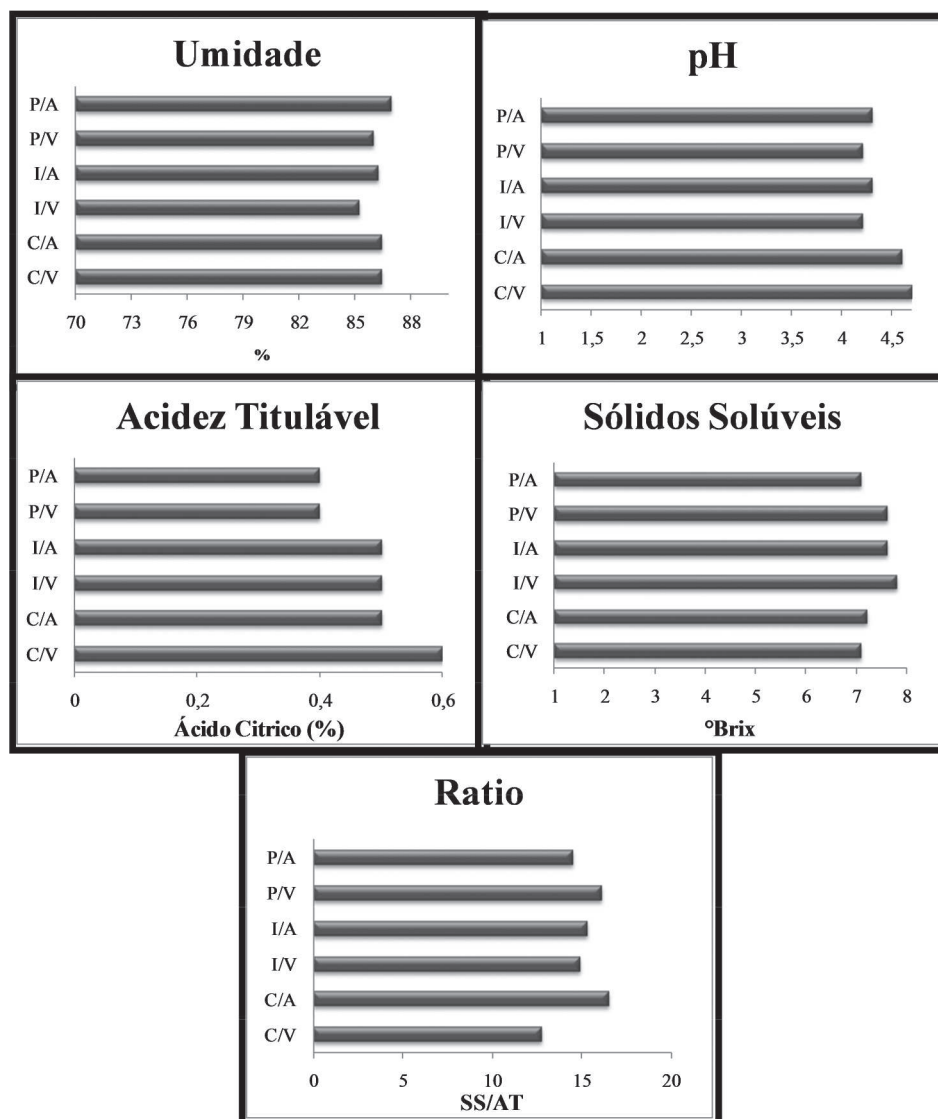 Umidade
P/A
P/V
I/A
I/V
C/A
C/V
70 73 76 79 82 85 88
%
pH
P/A
P/V
I/A
I/V
C/A
C/V
1 1,5 2 2,5 3 3,5 4 4,5
Acidez Titulável
P/A
P/V
I/A
I/V
C/A
C/V
0 0,2 0,4 0,6
Ácido Citrico (%)
Sólidos Solúveis
P/A
P/V
I/A
I/V
C/A
C/V
1 2 3 4 5 6 7 8
°Brix
Ratio
P/A
P/V
I/A
I/V
C/A
C/V
0 5 10 15 20
SS/AT